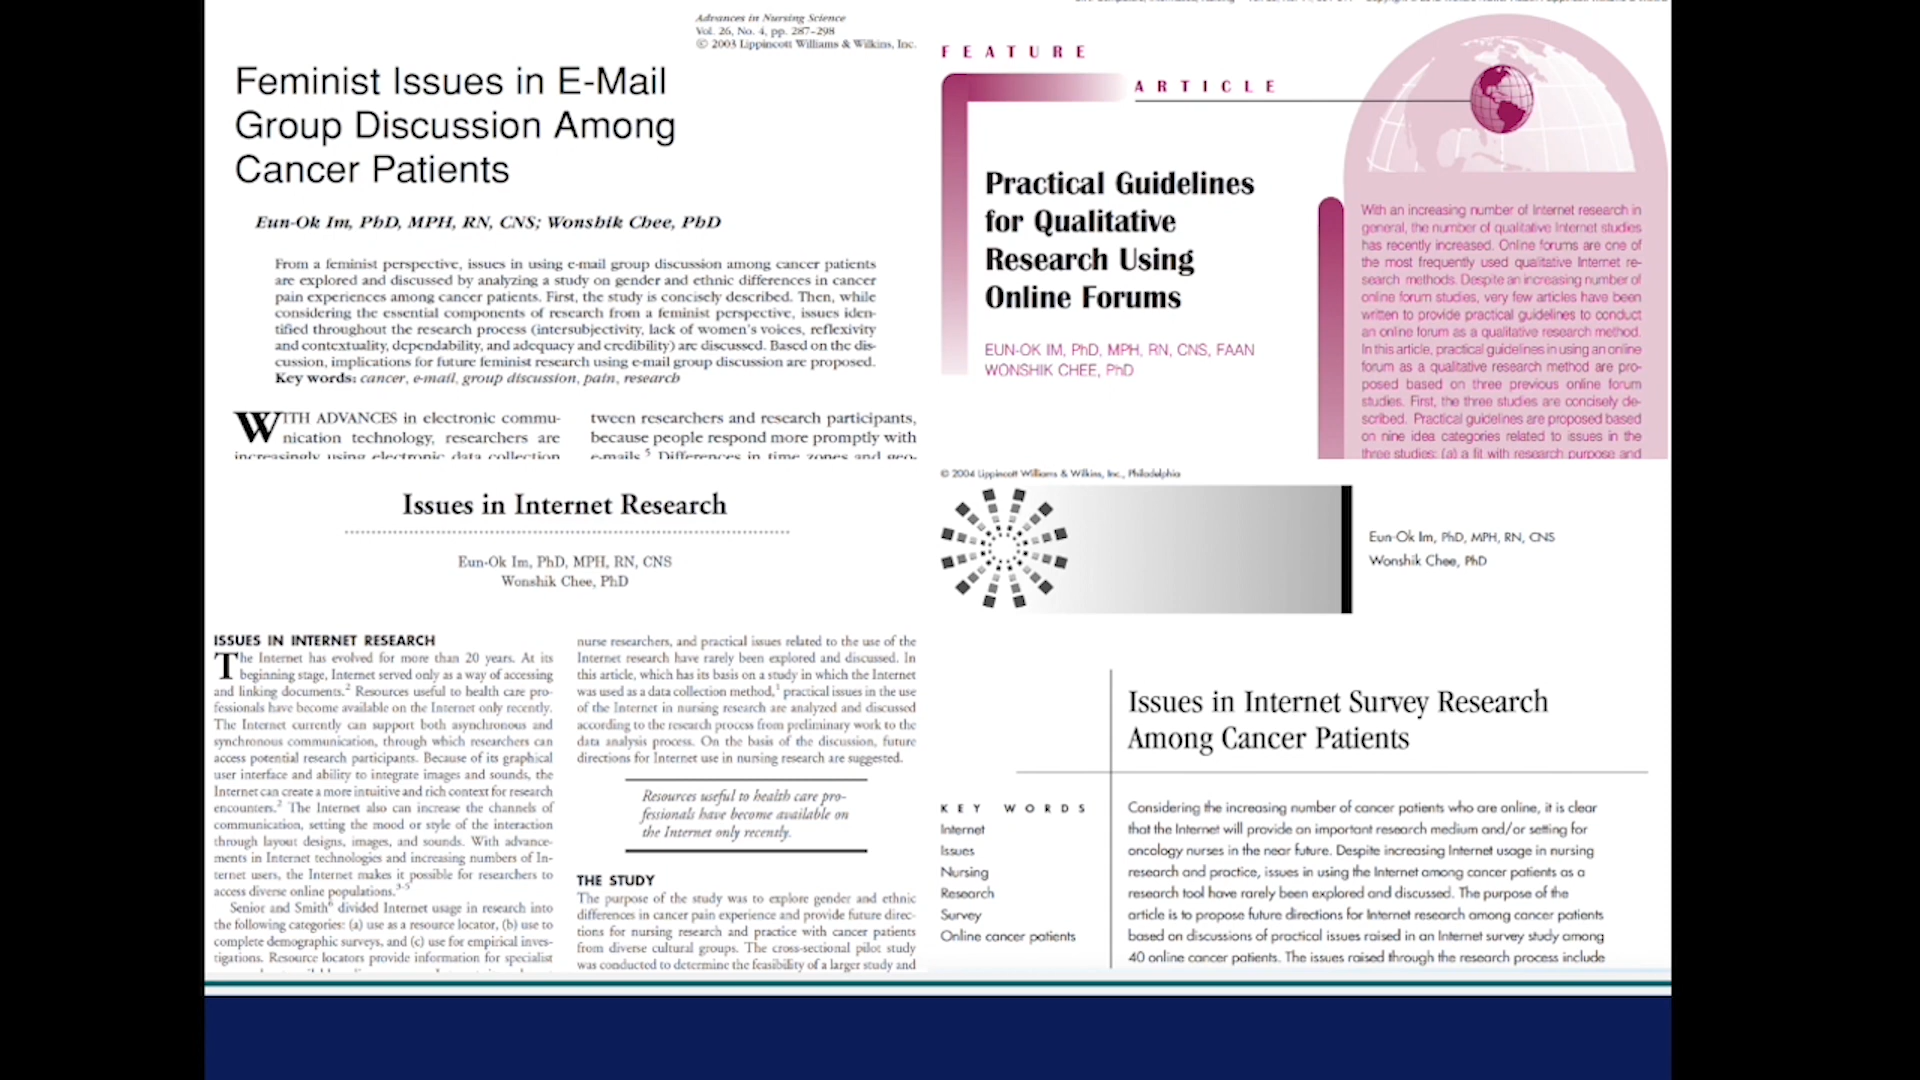 Advances in Nursing Science
Vol. 26, No. 4, pp. 287–298
© 2003 Lippincott Williams & Wilkins, Inc.
Feminist Issues in E-Mail
Group Discussion Among
Cancer Patients
Eun-Ok Im, PhD, MPH, RN, CNS; Wonshik Chee, PhD
From a feminist perspective, issues in using e-mail group discussion among cancer patients
are explored and discussed by analyzing a study on gender and ethnic differences in cancer
pain experiences among cancer patients. First, the study is concisely described. Then, while
considering the essential components of research from a feminist perspective, issues iden-
tified throughout the research process (intersubjectivity, lack of women's voices, reflexivity
and contextuality, dependability, and adequacy and credibility) are discussed. Based on the dis-
cussion, implications for future feminist research using e-mail group discussion are proposed.
Key words: cancer, e-mail, group discussion, pain, research
WITH ADVANCES in electronic commu-
nication technology, researchers are
increasingly using electronic data collection
tween researchers and research participants,
because people respond more promptly with
e-mails.5 Differences in time zones and geo-
FEATURE
ARTICLE
Practical Guidelines
for Qualitative
Research Using
Online Forums
EUN-OK IM, PhD, MPH, RN, CNS, FAAN
WONSHIK CHEE, PhD
With an increasing number of Internet research in
general, the number of qualitative Internet studies
has recently increased. Online forums are one of
the most frequently used qualitative Internet re-
search methods. Despite an increasing number of
online forum studies, very few articles have been
written to provide practical guidelines to conduct
an online forum as a qualitative research method.
In this article, practical guidelines in using an online
forum as a qualitative research method are pro-
posed based on three previous online forum
studies. First, the three studies are concisely de-
scribed. Practical guidelines are proposed based
on nine idea categories related to issues in the
three studies: (a) a fit with research purpose and
Issues in Internet Research
Eun-Ok Im, PhD, MPH, RN, CNS
Wonshik Chee, PhD
ISSUES IN INTERNET RESEARCH
The Internet has evolved for more than 20 years. At its
beginning stage, Internet served only as a way of accessing
and linking documents.2 Resources useful to health care pro-
fessionals have become available on the Internet only recently.
The Internet currently can support both asynchronous and
synchronous communication, through which researchers can
access potential research participants. Because of its graphical
user interface and ability to integrate images and sounds, the
Internet can create a more intuitive and rich context for research
encounters.2 The Internet also can increase the channels of
communication, setting the mood or style of the interaction
through layout designs, images, and sounds. With advance-
ments in Internet technologies and increasing numbers of In-
ternet users, the Internet makes it possible for researchers to
access diverse online populations.3-5
Senior and Smith6 divided Internet usage in research into
the following categories: (a) use as a resource locator, (b) use to
complete demographic surveys, and (c) use for empirical inves-
tigations. Resource locators provide information for specialist
nurse researchers, and practical issues related to the use of the
Internet research have rarely been explored and discussed. In
this article, which has its basis on a study in which the Internet
was used as a data collection method,1 practical issues in the use
of the Internet in nursing research are analyzed and discussed
according to the research process from preliminary work to the
data analysis process. On the basis of the discussion, future
directions for Internet use in nursing research are suggested.
Resources useful to health care pro-
fessionals have become available on
the Internet only recently.
THE STUDY
The purpose of the study was to explore gender and ethnic
differences in cancer pain experience and provide future direc-
tions for nursing research and practice with cancer patients
from diverse cultural groups. The cross-sectional pilot study
was conducted to determine the feasibility of a larger study and
© 2004 Lippincott Williams & Wilkins, Inc., Philadelphia
Eun-Ok Im, PhD, MPH, RN, CNS
Wonshik Chee, PhD
Issues in Internet Survey Research
Among Cancer Patients
KEY WORDS
Internet
Issues
Nursing
Research
Survey
Online cancer patients
Considering the increasing number of cancer patients who are online, it is clear
that the Internet will provide an important research medium and/or setting for
oncology nurses in the near future. Despite increasing Internet usage in nursing
research and practice, issues in using the Internet among cancer patients as a
research tool have rarely been explored and discussed. The purpose of the
article is to propose future directions for Internet research among cancer patients
based on discussions of practical issues raised in an Internet survey study among
40 online cancer patients. The issues raised through the research process include